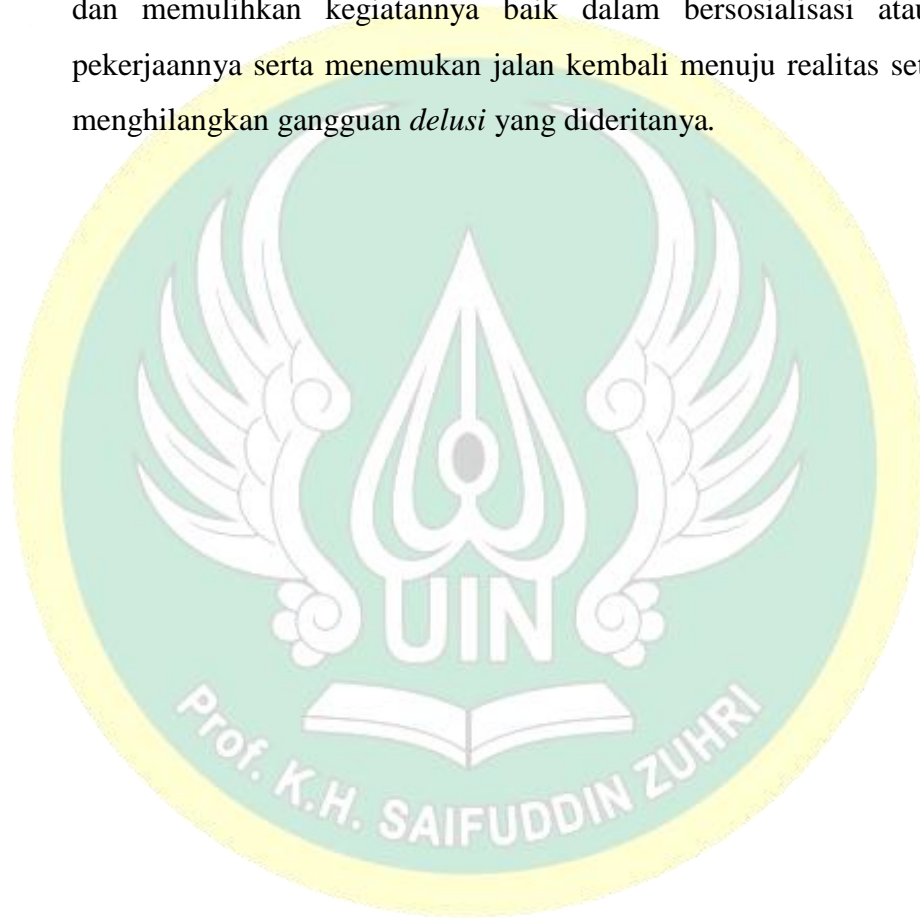 dan memulihkan kegiatannya baik dalam bersosialisasi atau
pekerjaannya serta menemukan jalan kembali menuju realitas
menghilangkan gangguan delusi yang dideritanya.
UIN
Prof. K.H. SAIFUDDIN ZUHRI